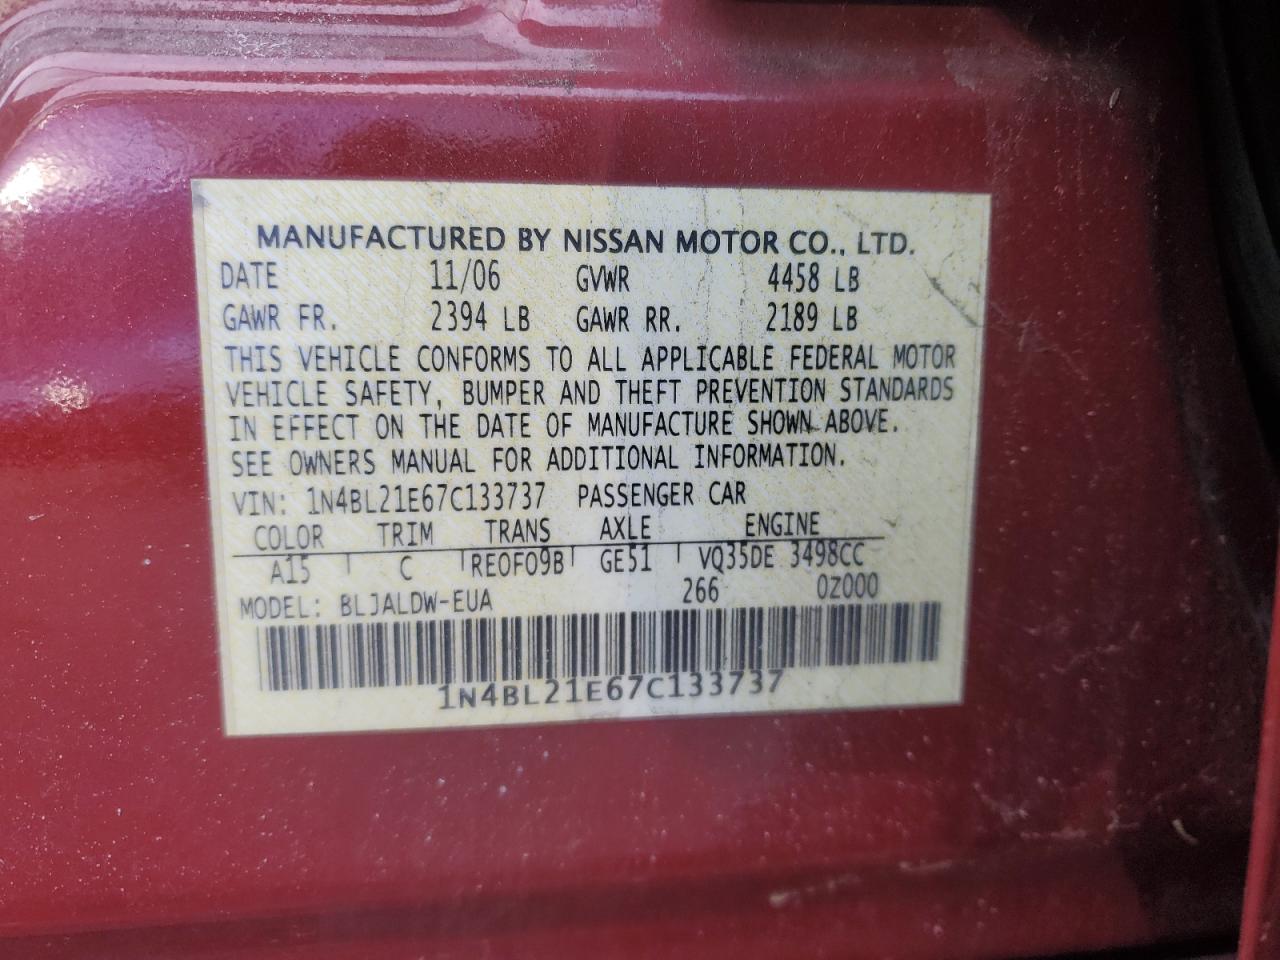 MANUFACTURED BY NISSAN MOTOR CO., LTD.
DATE 11/06 GVWR 4458 LB
GAWR FR. 2394 LB GAWR RR. 2189 LB
THIS VEHICLE CONFORMS TO ALL APPLICABLE FEDERAL MOTOR
VEHICLE SAFETY, BUMPER AND THEFT PREVENTION STANDARDS
IN EFFECT ON THE DATE OF MANUFACTURE SHOWN ABOVE.
SEE OWNERS MANUAL FOR ADDITIONAL INFORMATION.
VIN: 1N4BL21E67C133737 PASSENGER CAR
COLOR TRIM TRANS AXLE ENGINE
A15 C RE0F09B GE51 VQ35DE 3498CC
MODEL: BLJALDW-EUA 266 0Z000
1N4BL21E67C133737